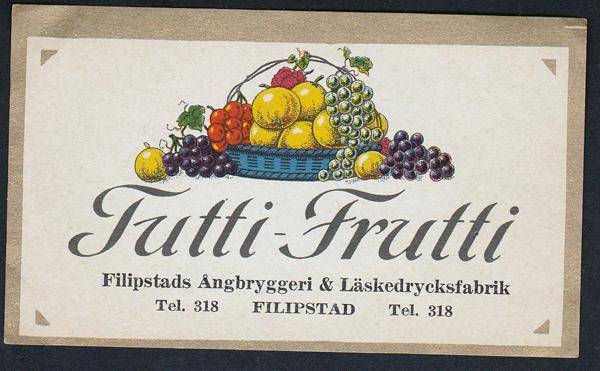 Tutti-Frutti
Filipstads Ångbryggeri & Läskedrycksfabrik
Tel. 318 FILIPSTAD Tel. 318